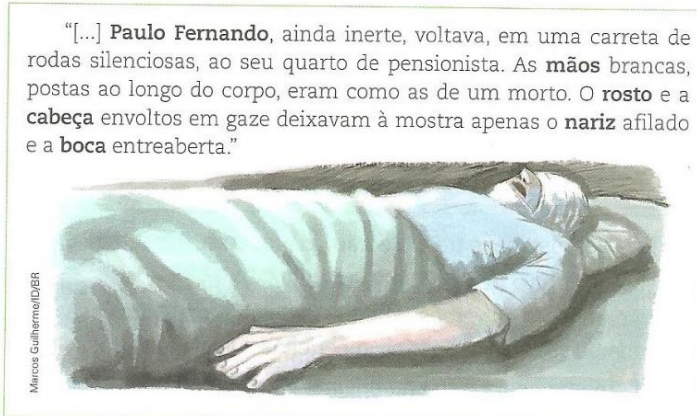 “[...] Paulo Fernando, ainda inerte, voltava, em uma carreta de
rodas silenciosas, ao seu quarto de pensionista. As mãos brancas,
postas ao longo do corpo, eram como as de um morto. O rosto e a
cabeça envoltos em gaze deixavam à mostra apenas o nariz afilado
e a boca entreaberta.”
Marcos Guilherme/ID/BR